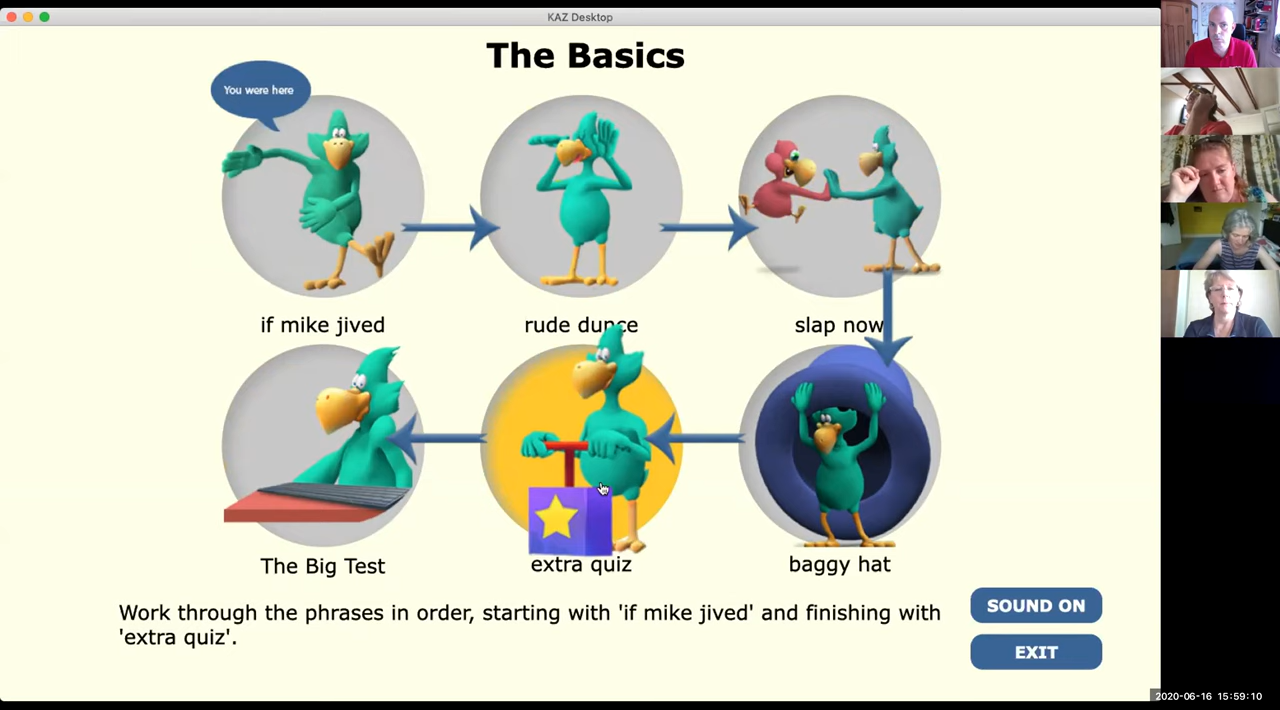 KAZ Desktop
The Basics
You were here
if mike jived
rude dunce
slap now
The Big Test
extra quiz
baggy hat
Work through the phrases in order, starting with 'if mike jived' and finishing with
'extra quiz'.
SOUND ON
EXIT
2020-06-16 15:59:10